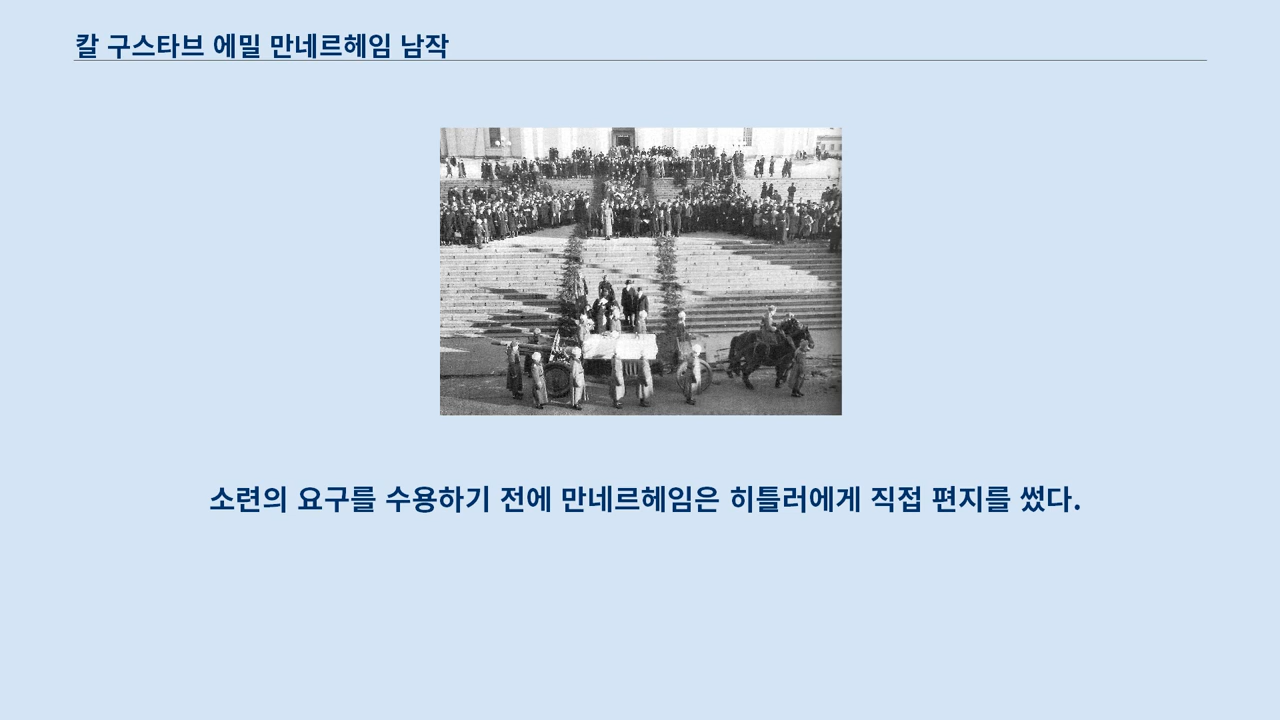 칼 구스타브 에밀 만네르헤임 남작
소련의 요구를 수용하기 전에 만네르헤임은 히틀러에게 직접 편지를 썼다.